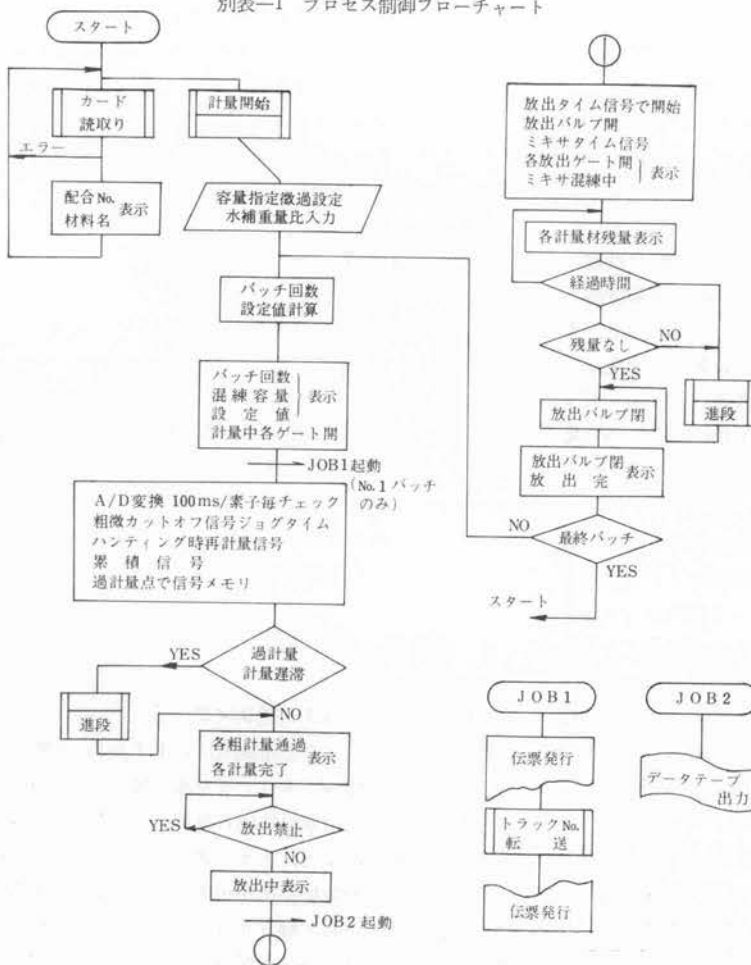 別表―1 プロセス制御フローチャート
スタート
カード
読取り
エラー
配合No.
材料名
表示
計量開始
容量指定微過設定
水補重量比入力
バッチ回数
設定値計算
バッチ回数
混練容量
設定値
表示
計量中各ゲート開
JOB1起動
(No.1バッチ
のみ)
A/D変換 100ms/素子毎チェック
粗微カットオフ信号ジョグタイム
ハンティング時再計量信号
累積信号
過計量点で信号メモリ
過計量
計量遅滞
YES
進段
NO
各粗計量通過
各計量完了
表示
放出禁止
YES
NO
放出中表示
JOB2起動
放出タイム信号で開始
放出バルブ開
ミキサタイム信号
各放出ゲート開
ミキサ混練中
表示
各計量材残量表示
経過時間
残量なし
NO
YES
進段
放出バルブ閉
放出バルブ閉
放出完
表示
最終バッチ
NO
YES
スタート
JOB1
伝票発行
トラックNo.
転送
伝票発行
JOB2
データテープ
出力